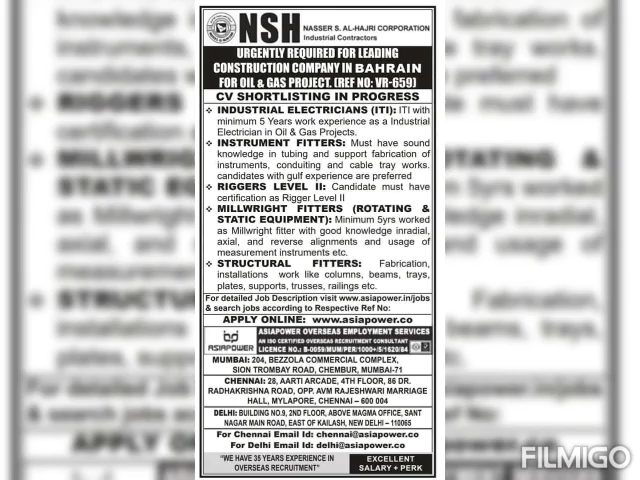 NSH NASSER S. AL-HAJRI CORPORATION
Industrial Contractors
URGENTLY REQUIRED FOR LEADING
CONSTRUCTION COMPANY IN BAHRAIN
FOR OIL & GAS PROJECT. (REF NO: VR-659)
CV SHORTLISTING IN PROGRESS
❖ INDUSTRIAL ELECTRICIANS (ITI): ITI with
minimum 5 Years work experience as a Industrial
Electrician in Oil & Gas Projects.
❖ INSTRUMENT FITTERS: Must have sound
knowledge in tubing and support fabrication of
instruments, conduiting and cable tray works.
candidates with gulf experience are preferred
❖ RIGGERS LEVEL II: Candidate must have
certification as Rigger Level II
❖ MILLWRIGHT FITTERS (ROTATING &
STATIC EQUIPMENT): Minimum 5yrs worked
as Millwright fitter with good knowledge inradial,
axial, and reverse alignments and usage of
measurement instruments etc.
❖ STRUCTURAL FITTERS: Fabrication,
installations work like columns, beams, trays,
plates, supports, trusses, railings etc.
For detailed Job Description visit www.asiapower.in/jobs
& search jobs according to Respective Ref No:
APPLY ONLINE: www.asiapower.co
ASIAPOWER
ASIAPOWER OVERSEAS EMPLOYMENT SERVICES
AN ISO CERTIFIED OVERSEAS RECRUITMENT CONSULTANT
LICENCE NO.: B-0059/MUM/PER/1000+/5/1620/84
MUMBAI: 204, BEZZOLA COMMERCIAL COMPLEX,
SION TROMBAY ROAD, CHEMBUR, MUMBAI-71
CHENNAI: 28, AARTI ARCADE, 4TH FLOOR, 86 DR.
RADHAKRISHNA ROAD, OPP. AVM RAJESHWARI MARRIAGE
HALL, MYLAPORE, CHENNAI – 600 004
DELHI: BUILDING NO.9, 2ND FLOOR, ABOVE MAGMA OFFICE, SANT
NAGAR MAIN ROAD, EAST OF KAILASH, NEW DELHI – 110065
For Chennai Email Id: chennai@asiapower.co
For Delhi Email Id: delhi@asiapower.co
"WE HAVE 35 YEARS EXPERIENCE IN
OVERSEAS RECRUITMENT"
EXCELLENT
SALARY + PERK
FILMIGO